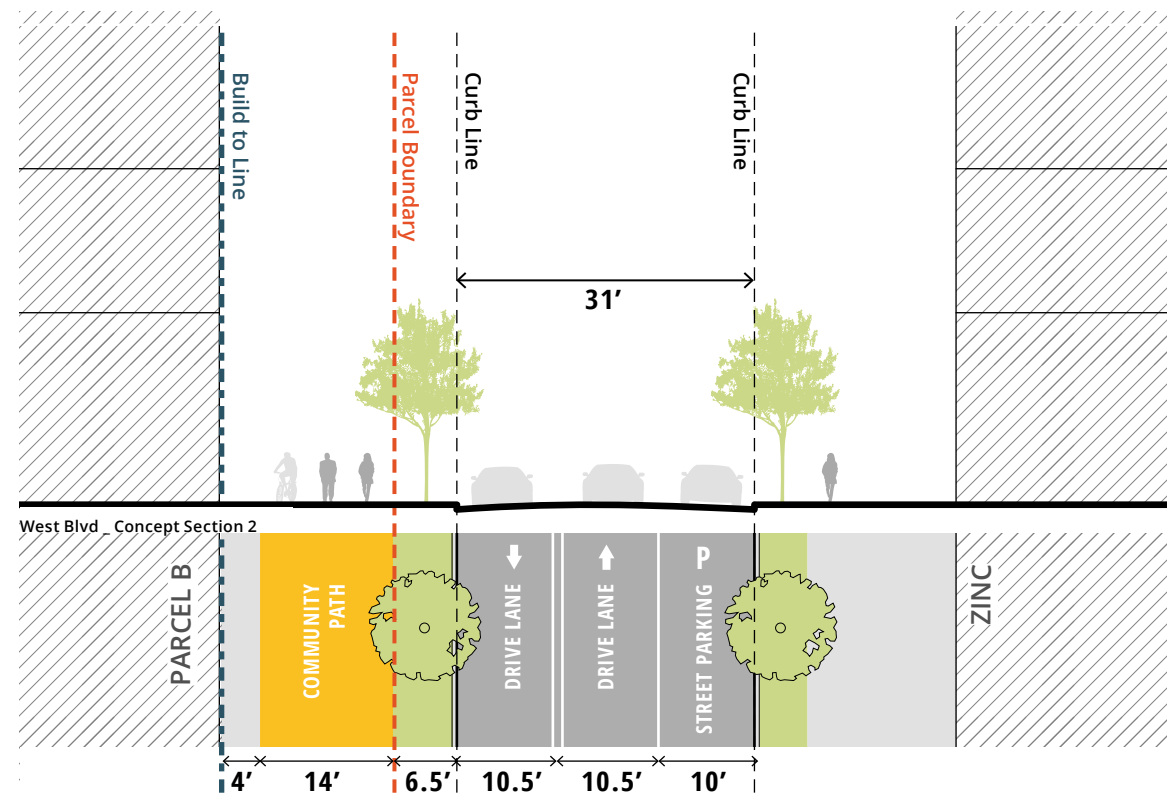 Build to Line
Parcel Boundary
Curb Line
Curb Line
31’
West Blvd _ Concept Section 2
PARCEL B
COMMUNITY
PATH
DRIVE LANE
DRIVE LANE
P
STREET PARKING
ZINC
4’
14’
6.5’
10.5’
10.5’
10’